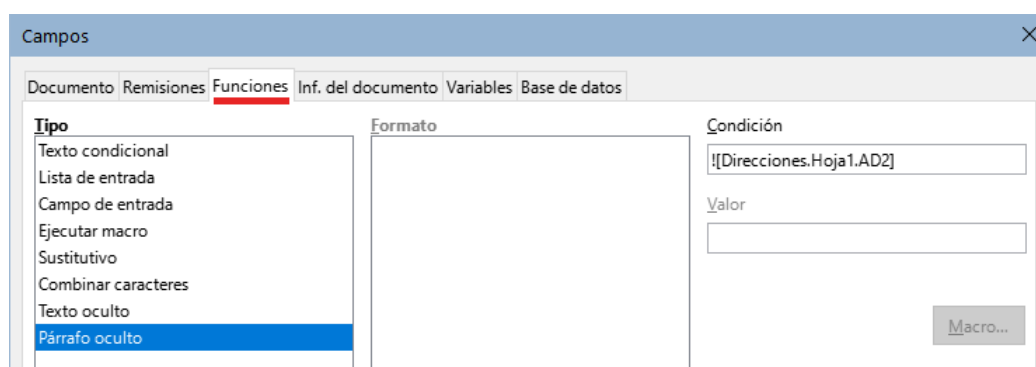 Campos
Documento Remisiones Funciones Inf. del documento Variables Base de datos
Tipo
Texto condicional
Lista de entrada
Campo de entrada
Ejecutar macro
Sustitutivo
Combinar caracteres
Texto oculto
Párrafo oculto
Formato
Condición
![Direcciones.Hoja1.AD2]
Valor
Macro...